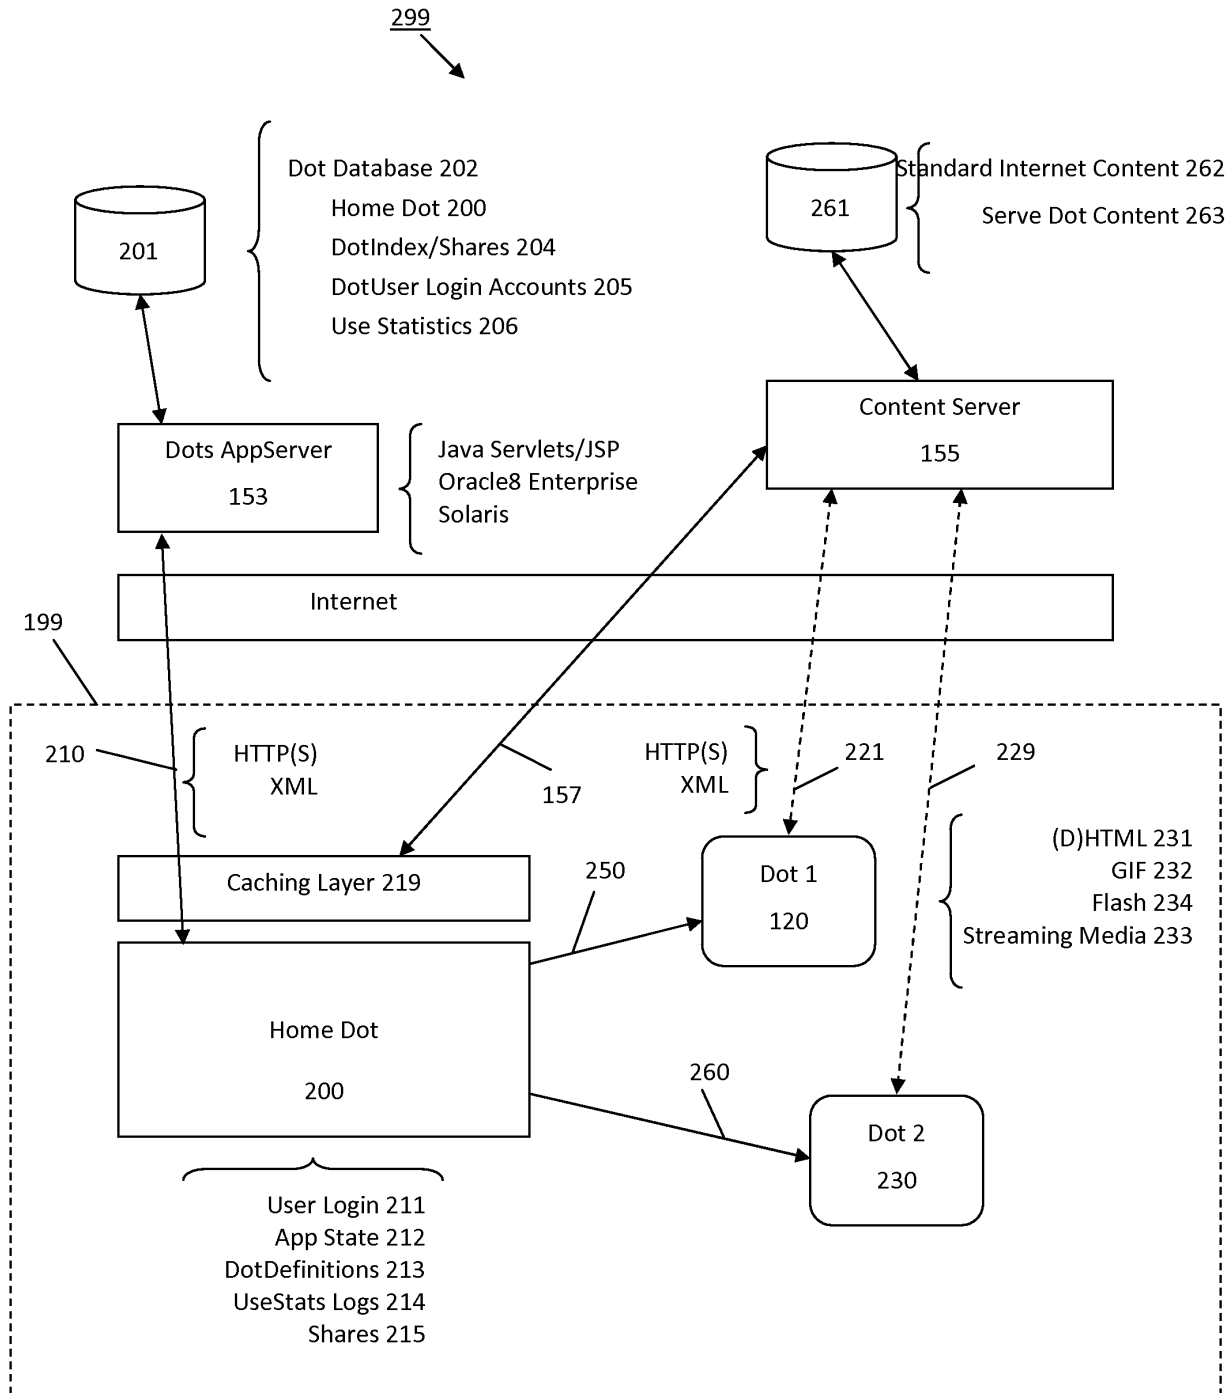 299
Dot Database 202
Home Dot 200
DotIndex/Shares 204
DotUser Login Accounts 205
Use Statistics 206
201
261
Standard Internet Content 262
Serve Dot Content 263
Dots AppServer
153
Java Servlets/JSP
Oracle8 Enterprise
Solaris
Content Server
155
Internet
199
210
HTTP(S)
XML
157
HTTP(S)
XML
221
229
Caching Layer 219
250
Dot 1
120
(D)HTML 231
GIF 232
Flash 234
Streaming Media 233
Home Dot
200
260
Dot 2
230
User Login 211
App State 212
DotDefinitions 213
UseStats Logs 214
Shares 215